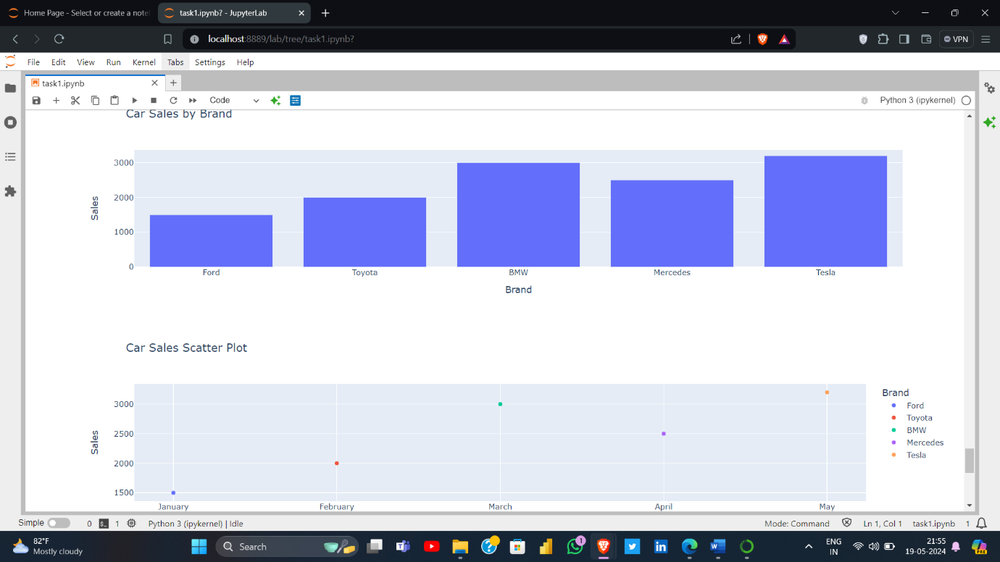 Home Page - Select or create a note
task1.ipynb? - JupyterLab
localhost:8889/lab/tree/task1.ipynb?
VPN
File Edit View Run Kernel Tabs Settings Help
task1.ipynb
Code
Python 3 (ipykernel)
Car Sales by Brand
3000
2000
1000
0
Sales
Ford Toyota BMW Mercedes Tesla
Brand
Car Sales Scatter Plot
3000
2500
2000
1500
Sales
January February March April May
Brand
Ford
Toyota
BMW
Mercedes
Tesla
Simple 0 $_ 1 Python 3 (ipykernel) | Idle
Mode: Command Ln 1, Col 1 task1.ipynb 1
82°F
Mostly cloudy
Search
1
ENG
IN
21:55
19-05-2024
PRE